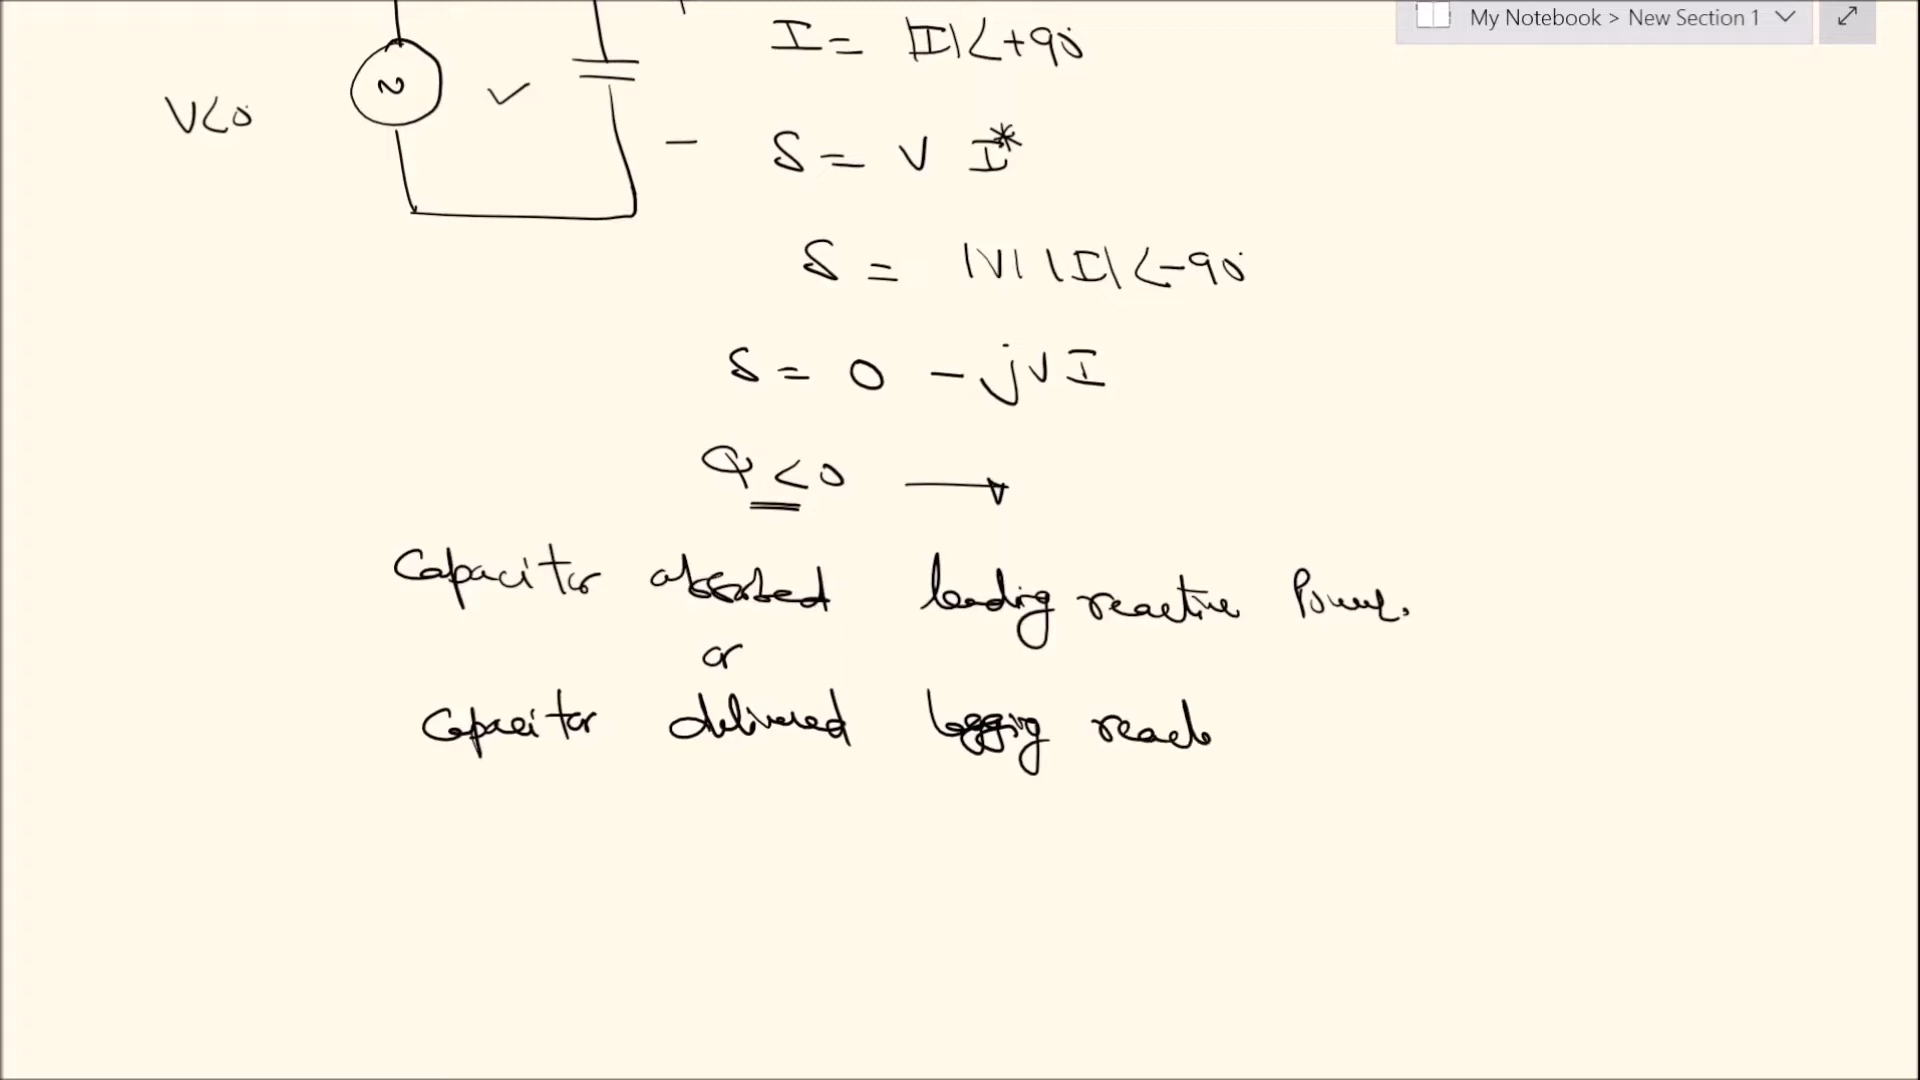 My Notebook > New Section 1
I = |I|<+90°
V<0°
S = V I*
S = |V| |I| <-90°
S = 0 - jVI
Q < 0 →
Capacitor absorbed leading reactive Power.
or
Capacitor delivered lagging reac